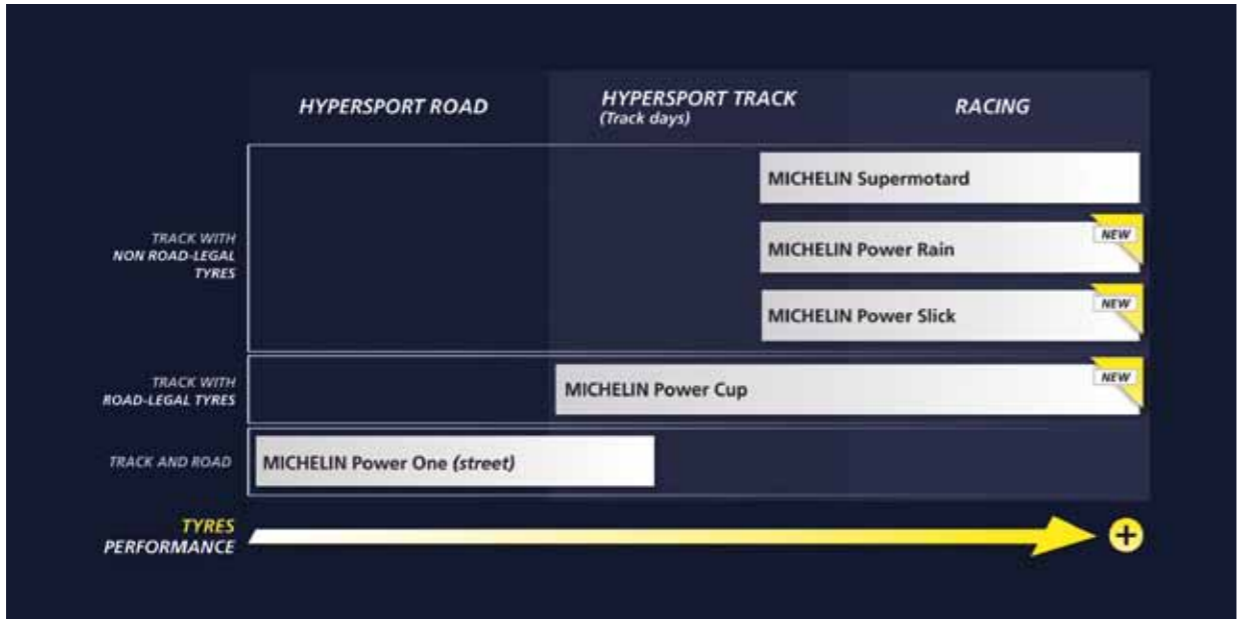 HYPERSPORT ROAD
HYPERSPORT TRACK
(Track days)
RACING
TRACK WITH
NON ROAD-LEGAL
TYRES
MICHELIN Supermotard
MICHELIN Power Rain
NEW
MICHELIN Power Slick
NEW
TRACK WITH
ROAD-LEGAL TYRES
MICHELIN Power Cup
NEW
TRACK AND ROAD
MICHELIN Power One (street)
TYRES
PERFORMANCE
+